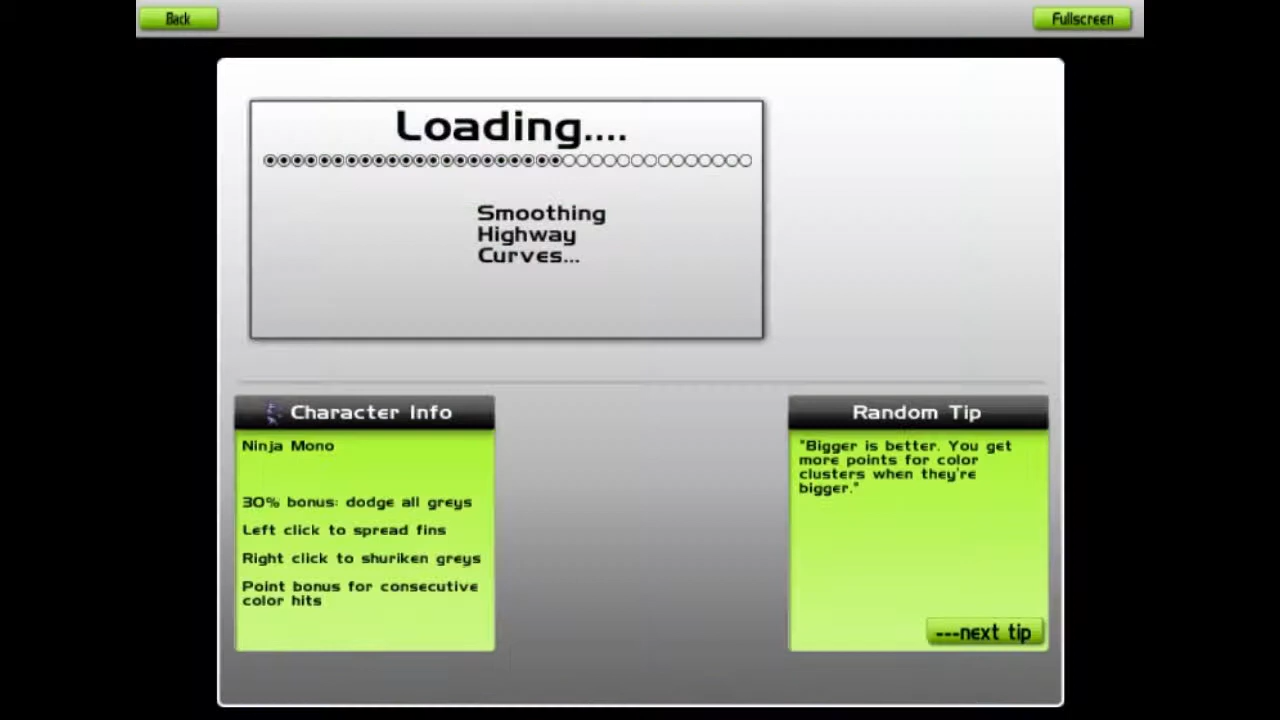 Back
Fullscreen
Loading....
Smoothing
Highway
Curves...
Character Info
Ninja Mono
30% bonus: dodge all greys
Left click to spread fins
Right click to shuriken greys
Point bonus for consecutive
color hits
Random Tip
"Bigger is better. You get
more points for color
clusters when they're
bigger."
---next tip